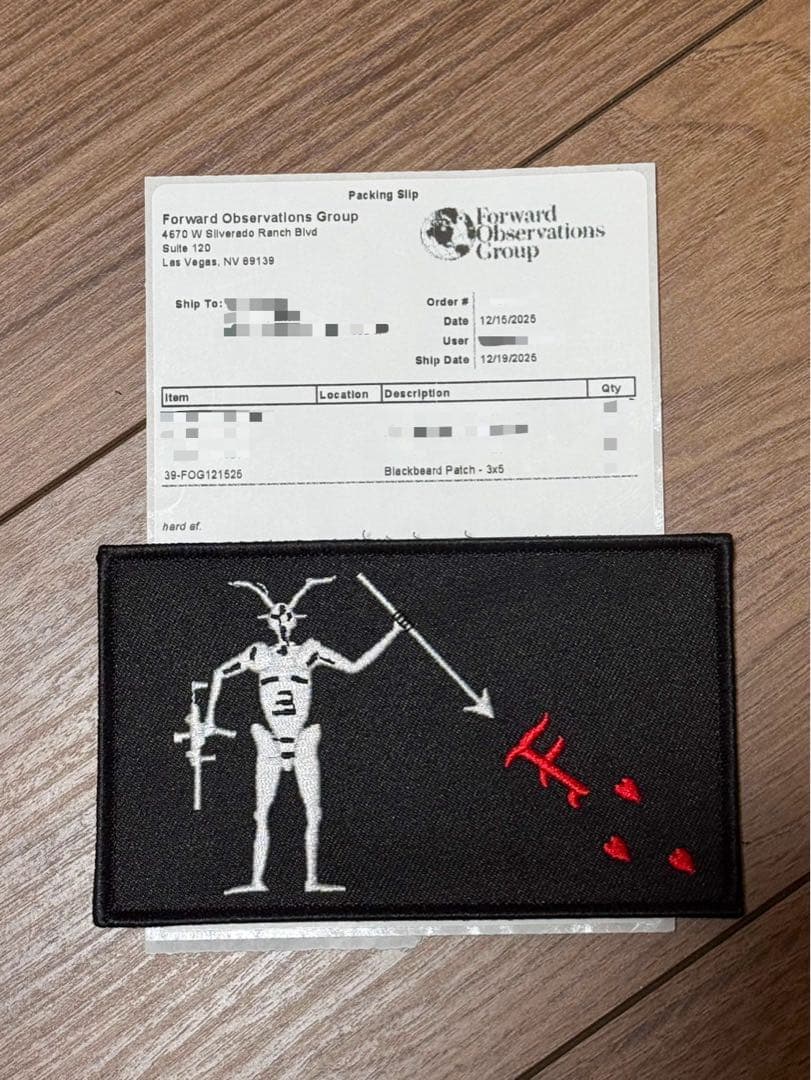 Packing Slip
Forward Observations Group
4670 W Silverado Ranch Blvd
Suite 120
Las Vegas, NV 89139
Forward
Observations
Group
Ship To:
Order #
Date 12/15/2025
User
Ship Date 12/19/2025
Item Location Description Qty
39-FOG121525 Blackbeard Patch - 3x5
hard af.